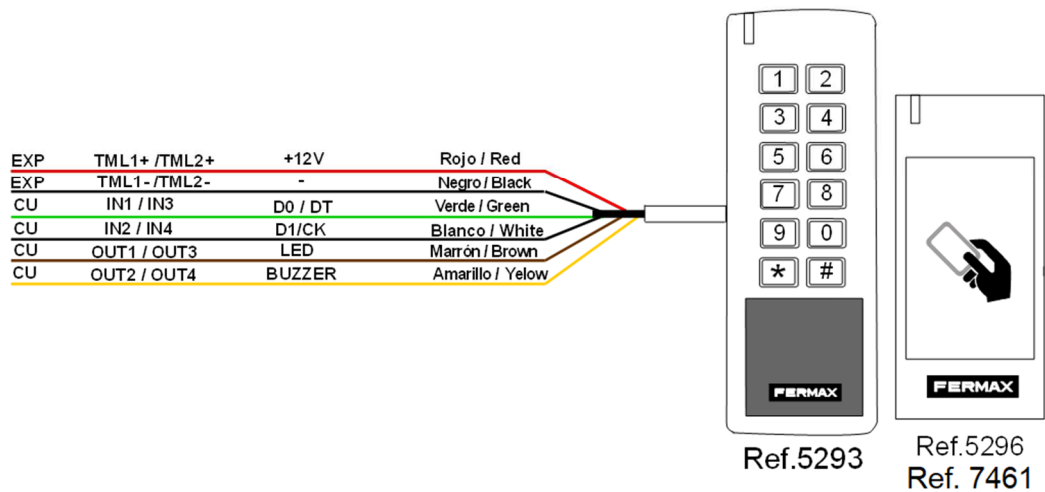 EXP TML1+ /TML2+ +12V Rojo / Red
EXP TML1- /TML2- - Negro / Black
CU IN1 / IN3 D0 / DT Verde / Green
CU IN2 / IN4 D1/CK Blanco / White
CU OUT1 / OUT3 LED Marrón / Brown
CU OUT2 / OUT4 BUZZER Amarillo / Yelow
1 2
3 4
5 6
7 8
9 0
* #
FERMAX
Ref.5293
FERMAX
Ref.5296
Ref. 7461